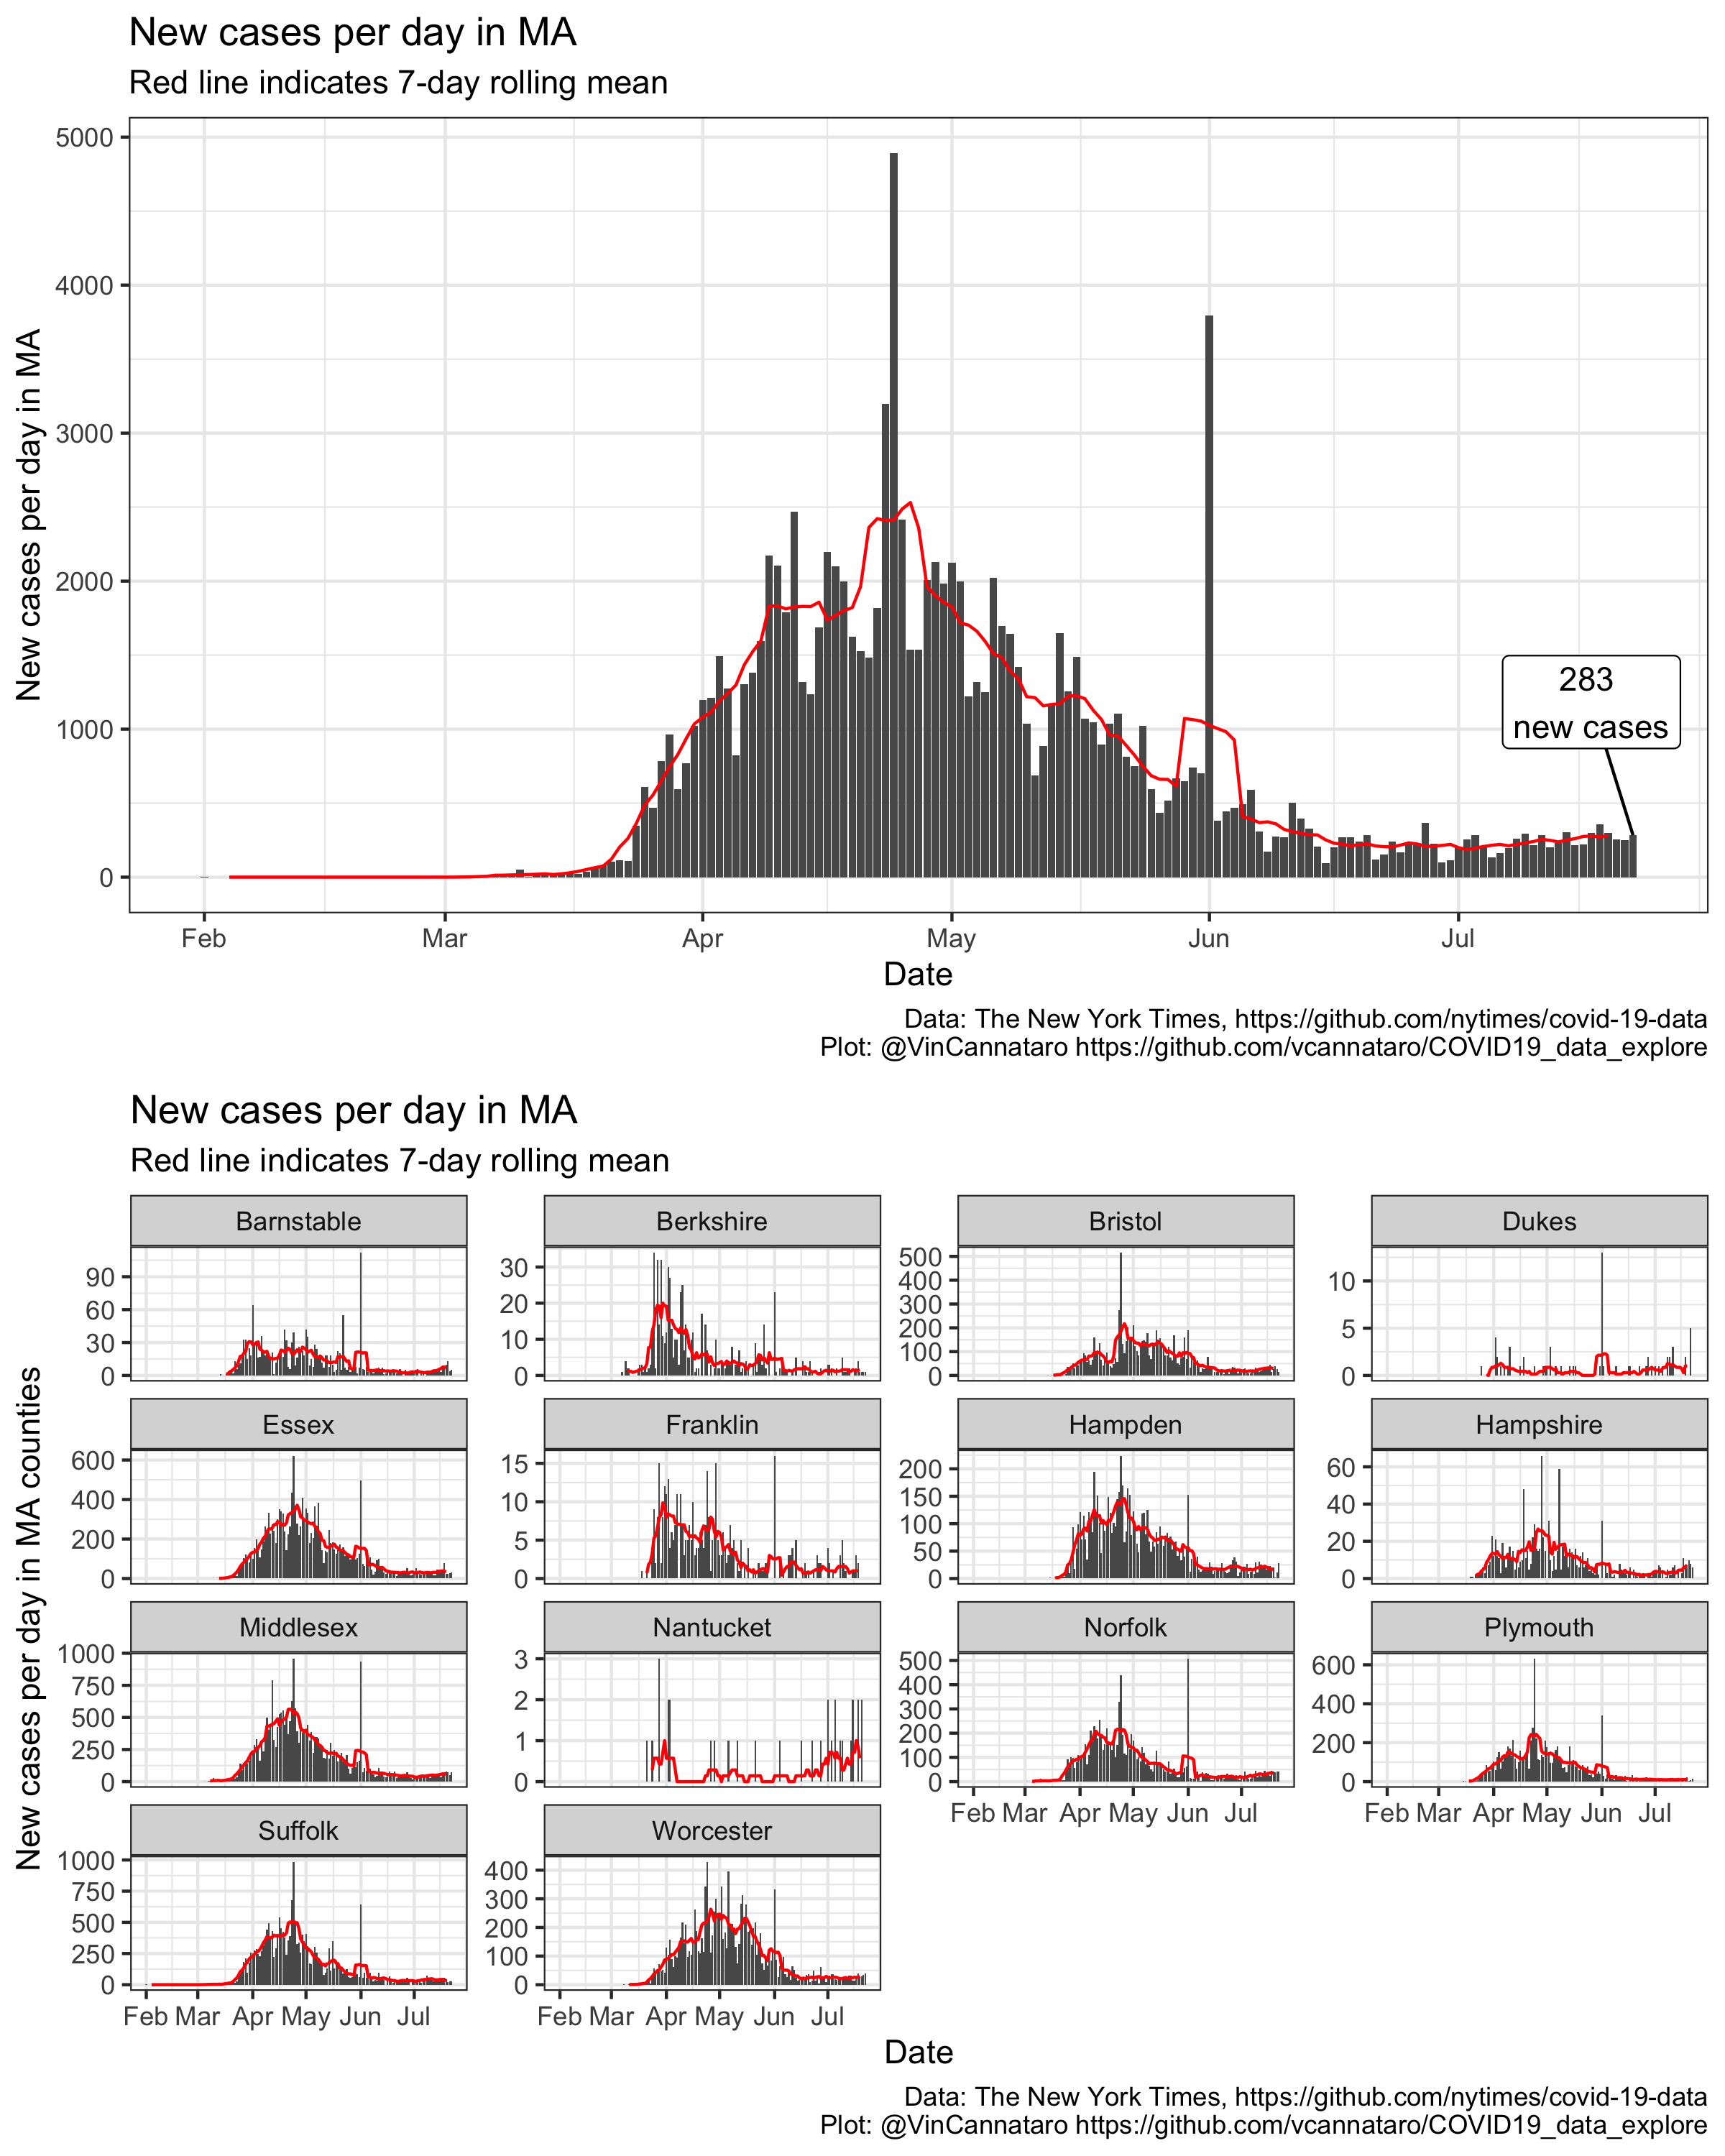 New cases per day in MA
Red line indicates 7-day rolling mean
New cases per day in MA
5000
4000
3000
2000
1000
0
283
new cases
Feb Mar Apr May Jun Jul
Date
Data: The New York Times, https://github.com/nytimes/covid-19-data
Plot: @VinCannataro https://github.com/vcannataro/COVID19_data_explore
New cases per day in MA
Red line indicates 7-day rolling mean
New cases per day in MA counties
Barnstable
90
60
30
0
Berkshire
30
20
10
0
Bristol
500
400
300
200
100
0
Dukes
10
5
0
Essex
600
400
200
0
Franklin
15
10
5
0
Hampden
200
150
100
50
0
Hampshire
60
40
20
0
Middlesex
1000
750
500
250
0
Nantucket
3
2
1
0
Norfolk
500
400
300
200
100
0
Feb Mar Apr May Jun Jul
Plymouth
600
400
200
0
Feb Mar Apr May Jun Jul
Suffolk
1000
750
500
250
0
Feb Mar Apr May Jun Jul
Worcester
400
300
200
100
0
Feb Mar Apr May Jun Jul
Date
Data: The New York Times, https://github.com/nytimes/covid-19-data
Plot: @VinCannataro https://github.com/vcannataro/COVID19_data_explore